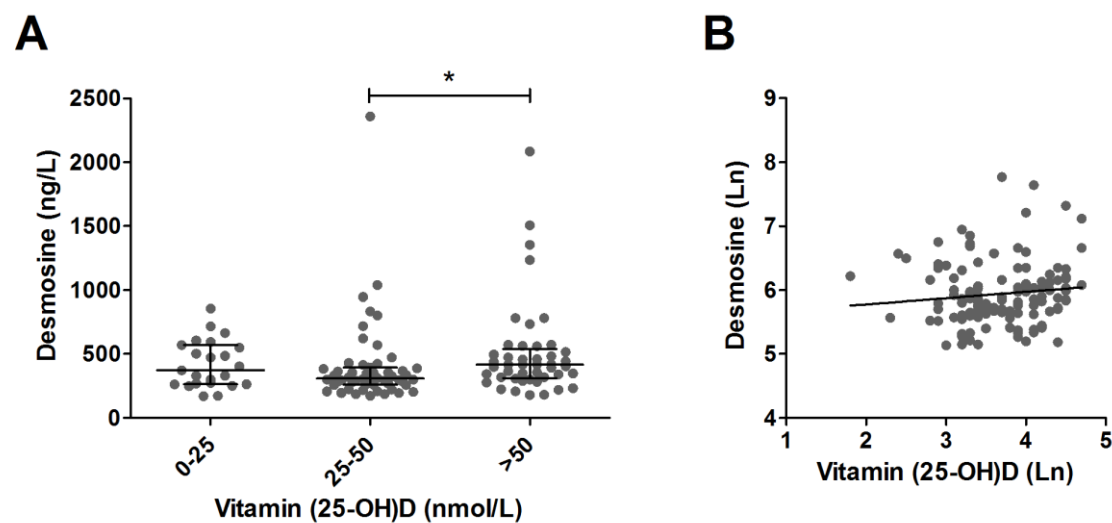 A
*
Desmosine (ng/L)
2500
2000
1500
1000
500
0
0-25
25-50
>50
Vitamin (25-OH)D (nmol/L)
B
Desmosine (Ln)
9
8
7
6
5
4
1 2 3 4 5
Vitamin (25-OH)D (Ln)